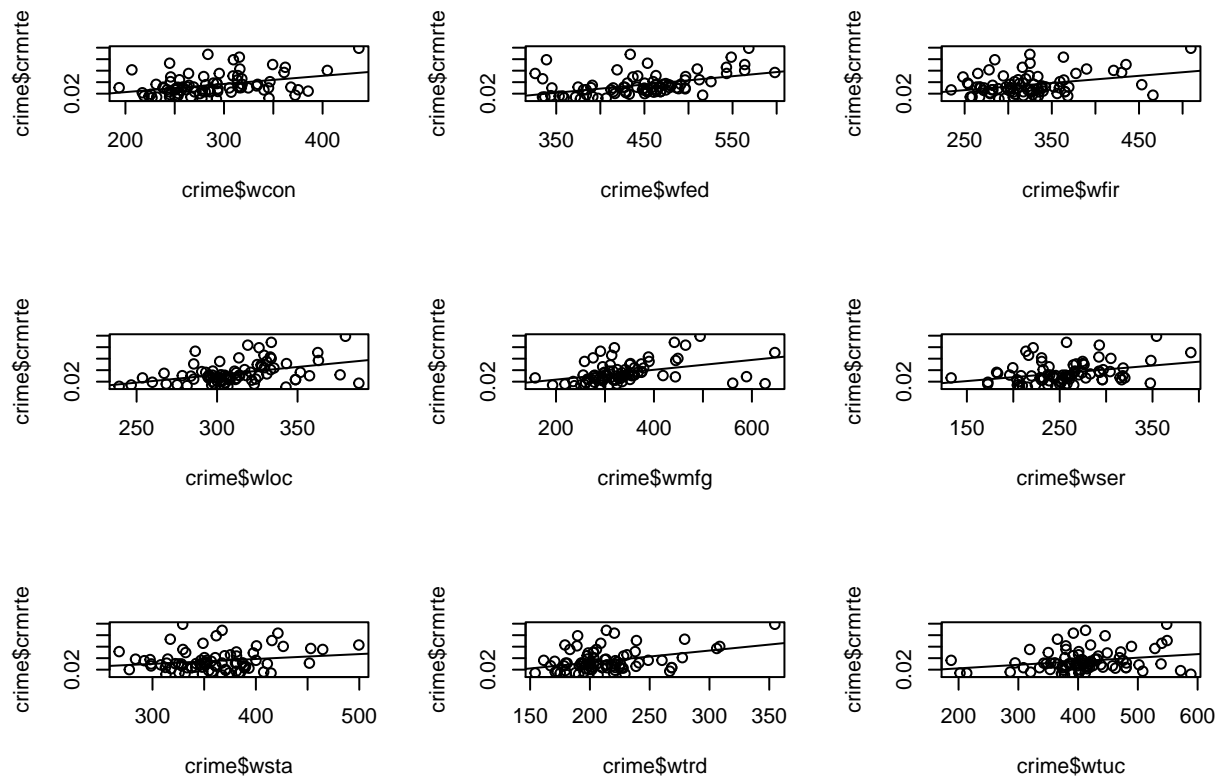 crime$crmrte
0.02
200 300 400
crime$wcon
crime$crmrte
0.02
350 450 550
crime$wfed
crime$crmrte
0.02
250 350 450
crime$wfir
crime$crmrte
0.02
250 300 350
crime$wloc
crime$crmrte
0.02
200 400 600
crime$wmfg
crime$crmrte
0.02
150 250 350
crime$wser
crime$crmrte
0.02
300 400 500
crime$wsta
crime$crmrte
0.02
150 200 250 300 350
crime$wtrd
crime$crmrte
0.02
200 300 400 500 600
crime$wtuc